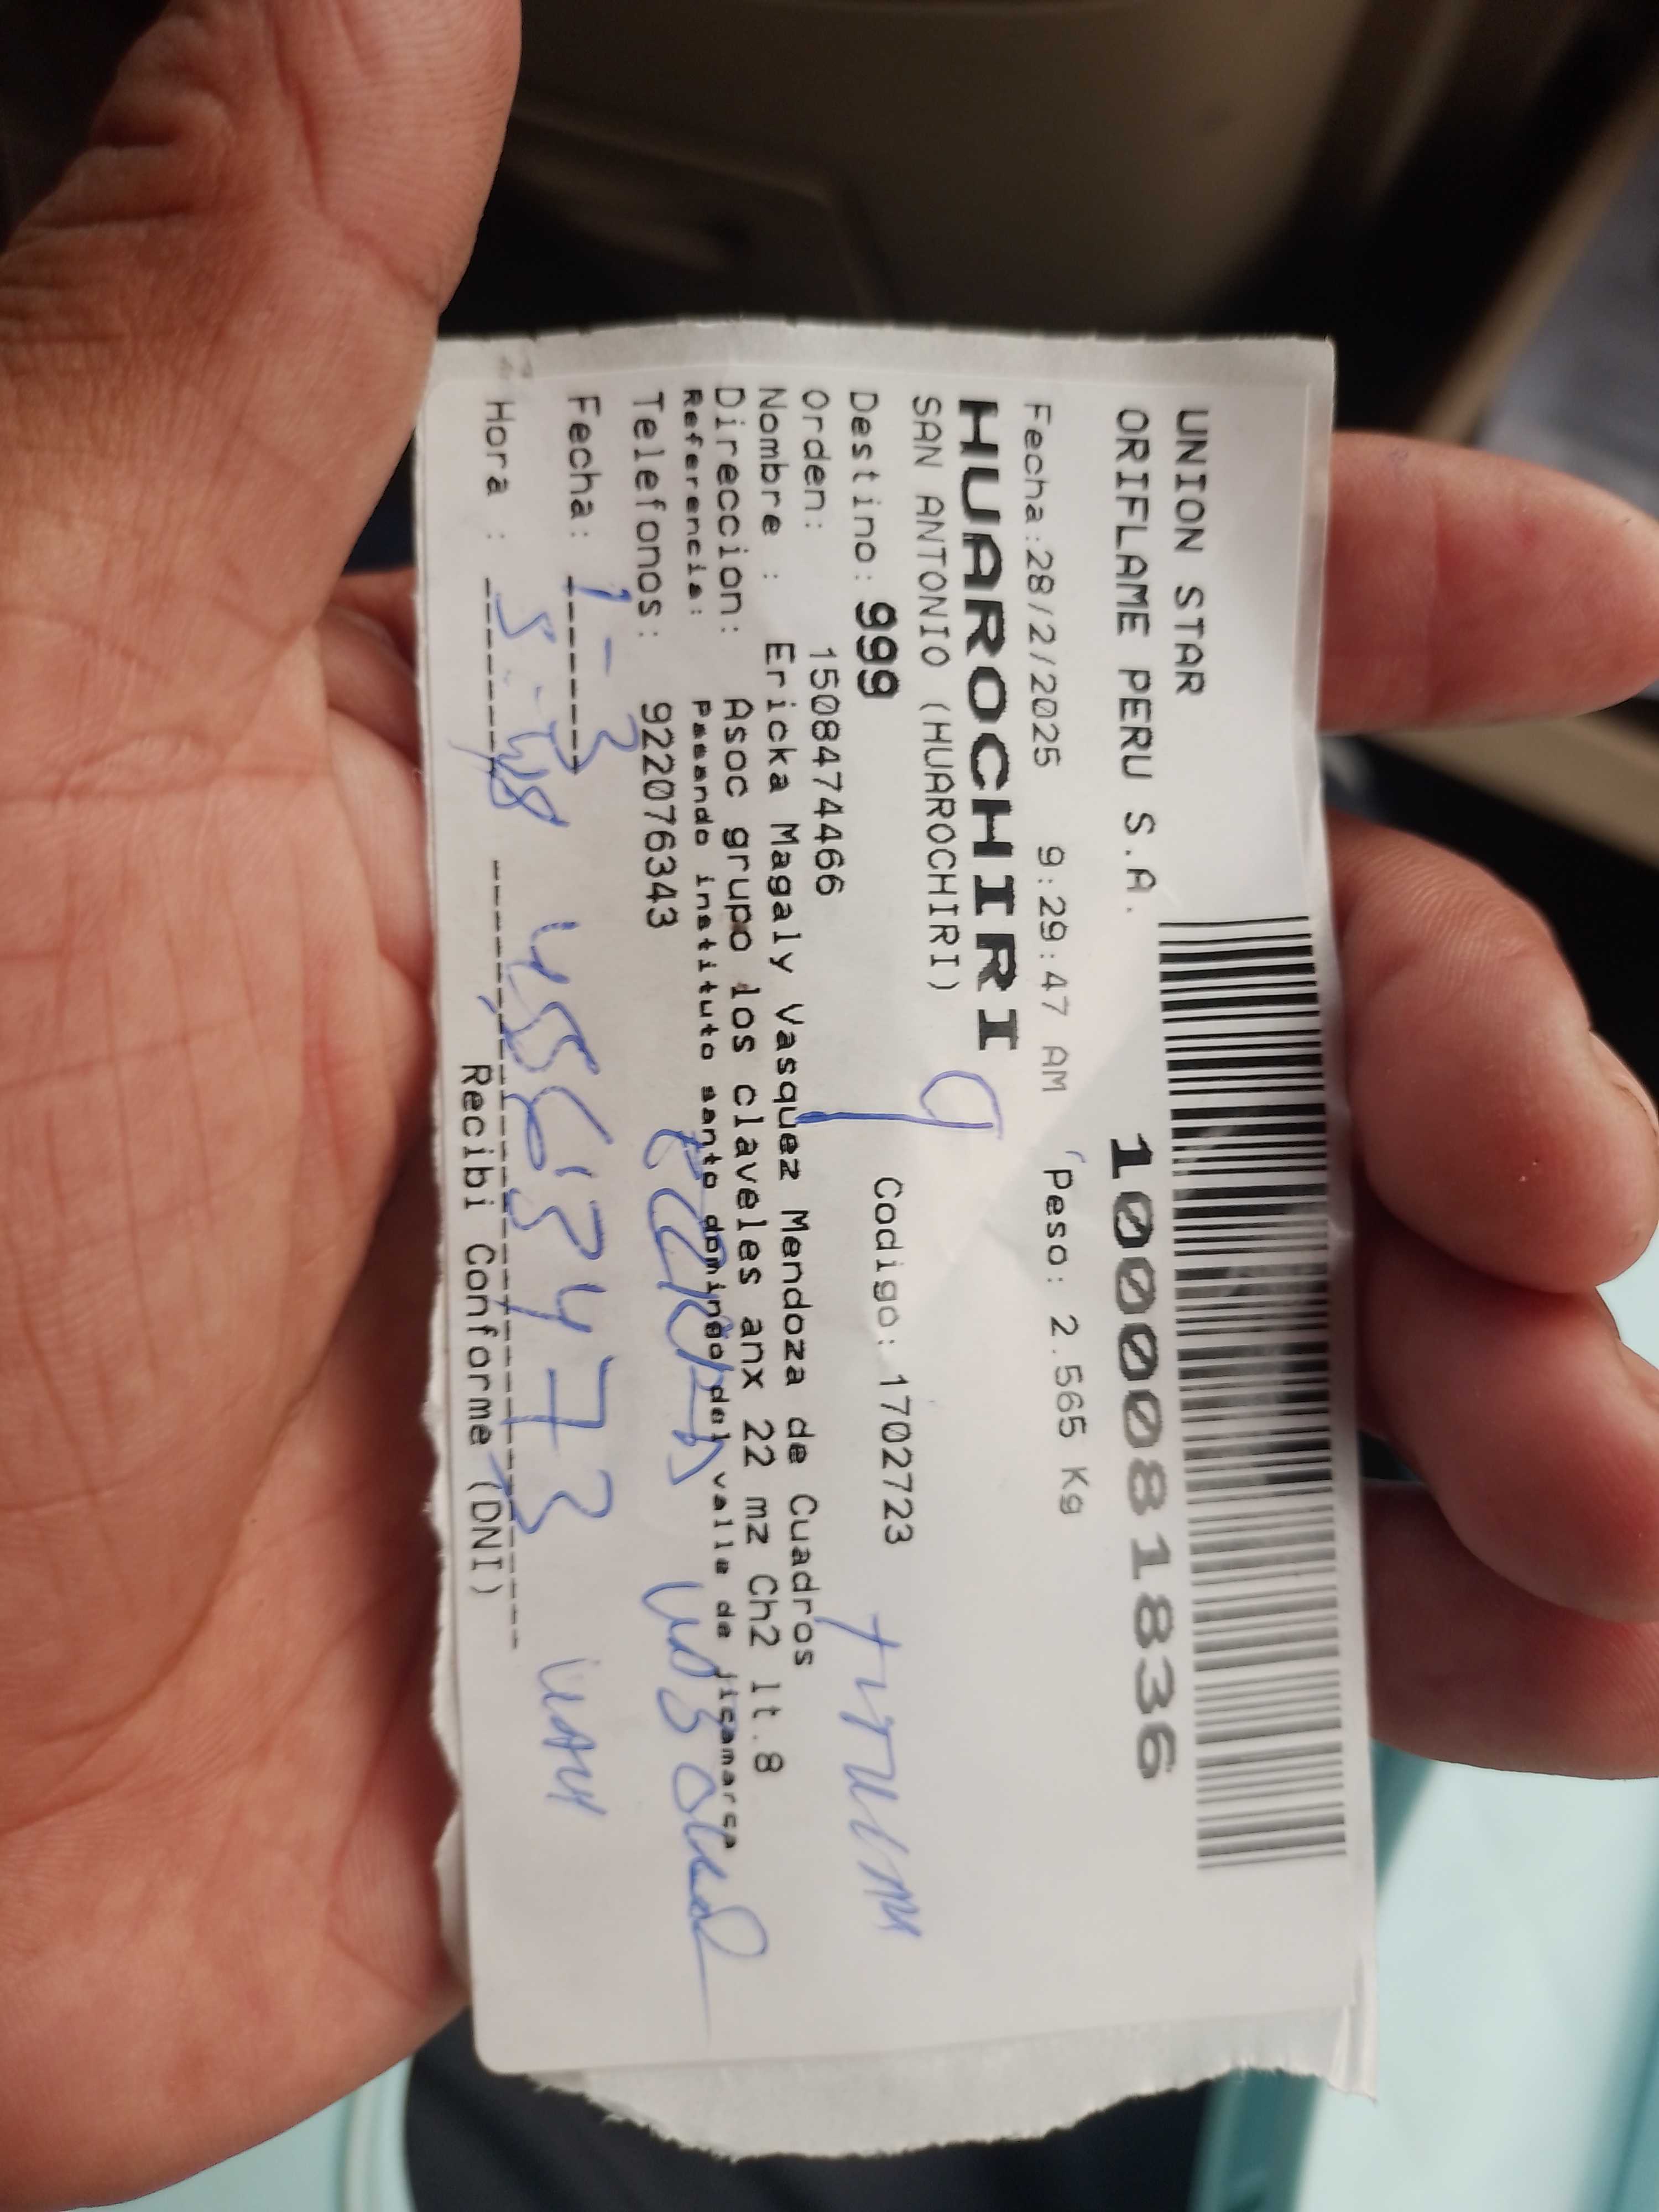 UNION STAR
ORIFLAME PERU S.A.
10000081836
Fecha:28/2/2025 9:29:47 AM Peso: 2.565 Kg
HUAROCHIRI
SAN ANTONIO (HUAROCHIRI) 9
Destino: 999 Codigo: 1702723
Orden: 1508474466
Nombre : Ericka Magaly Vasquez Mendoza de Cuadros
Direccion: Asoc grupo los claveles anx 22 mz Ch2 lt.8
Referencia: Pasando instituto santo domingo del valle de jicamarca
Telefonos: 922076343
Fecha: 1-3
Hora :
Recibi Conforme (DNI)